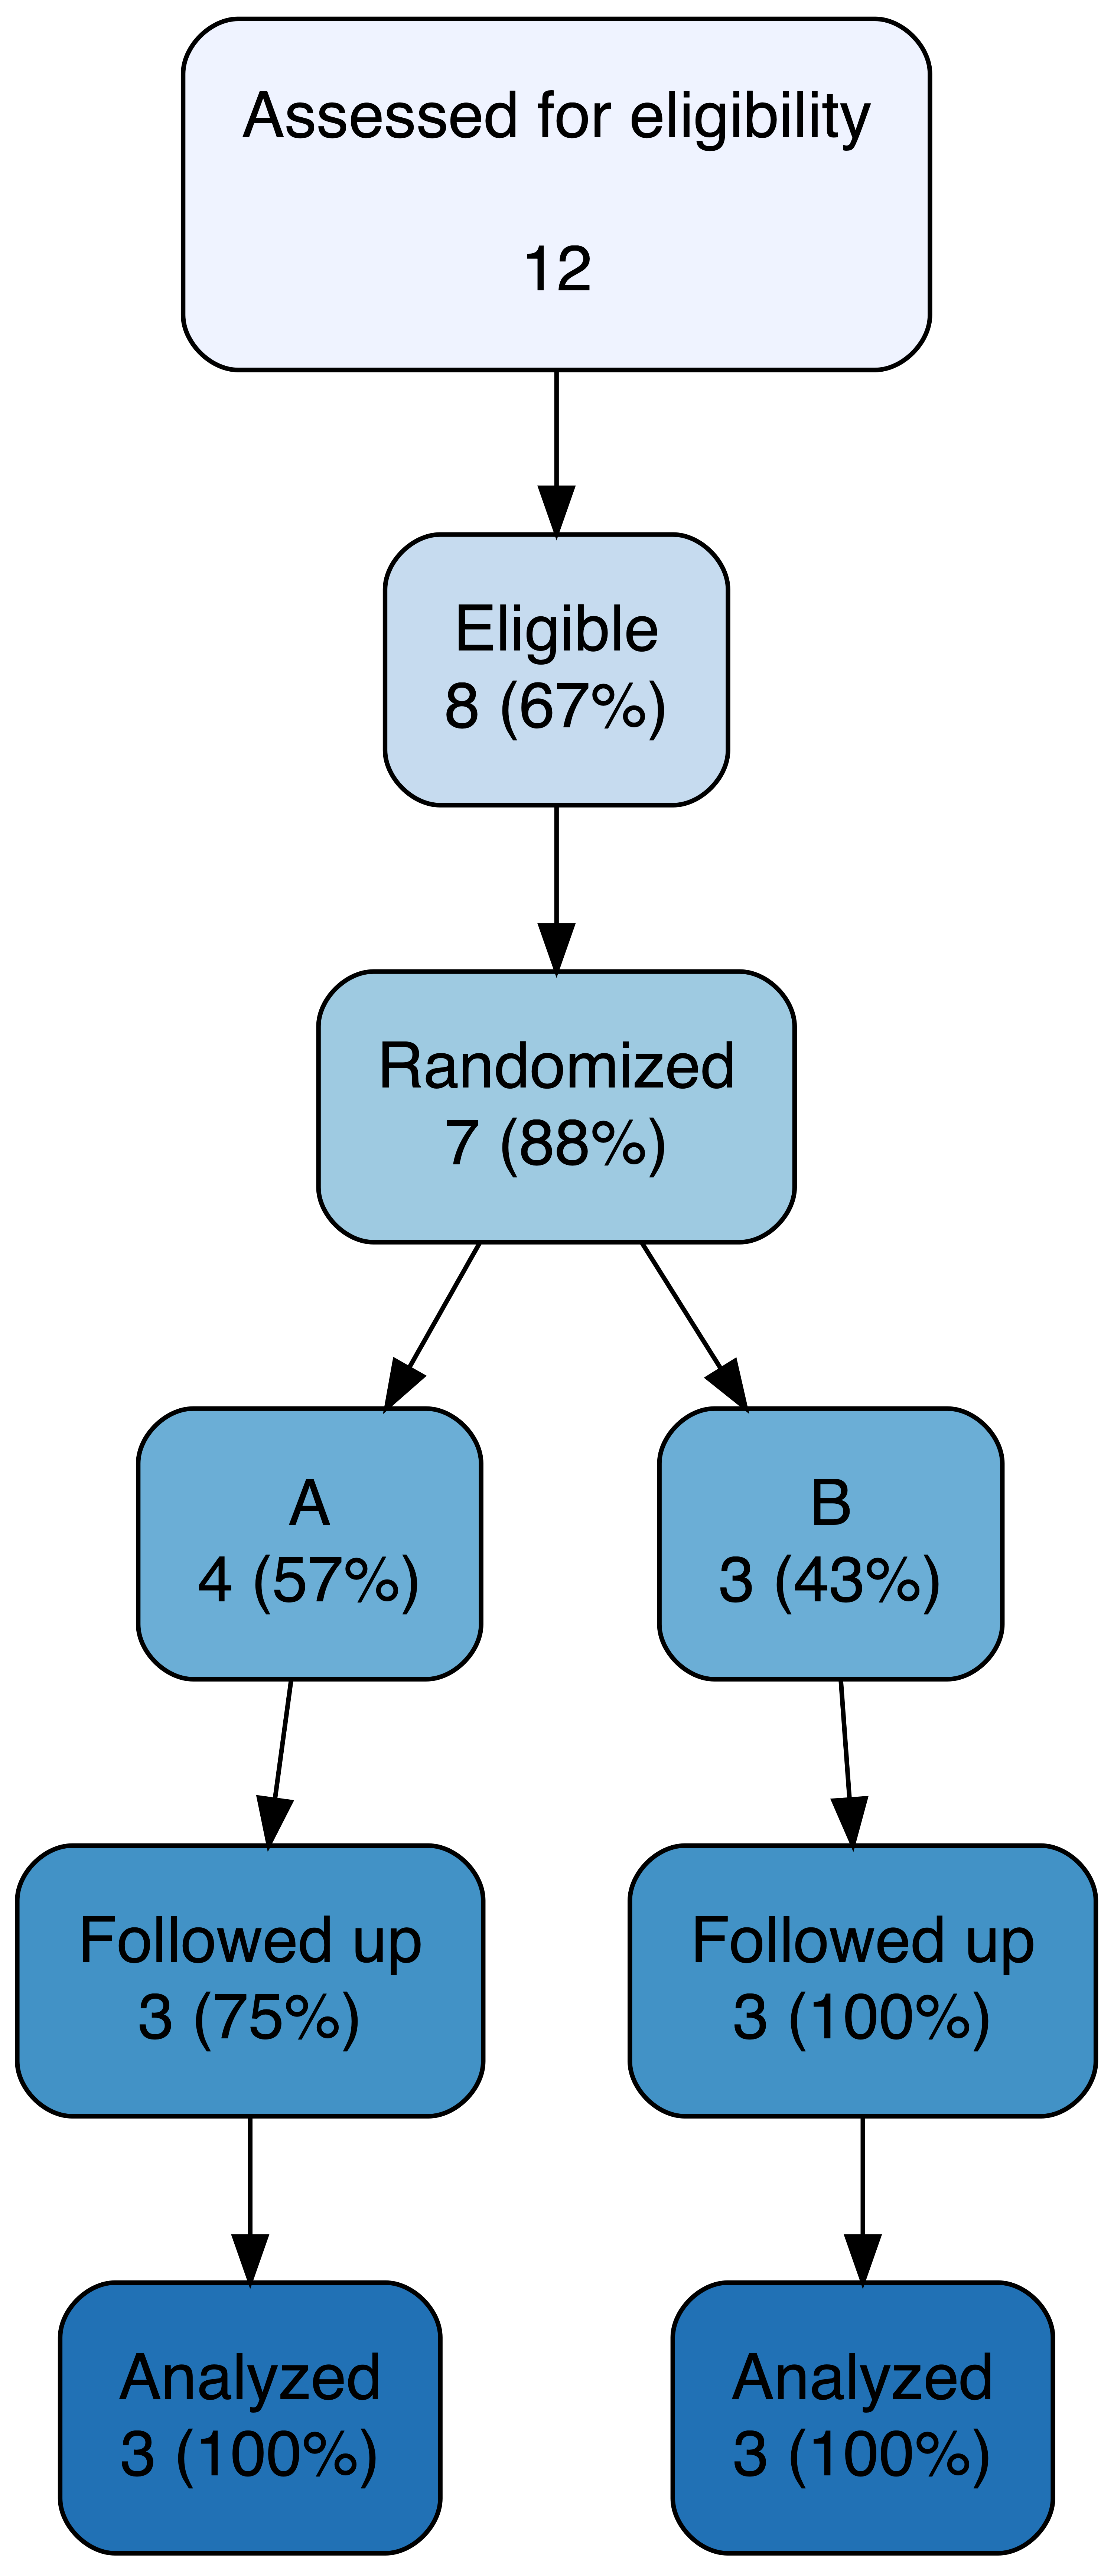 Assessed for eligibility
12
Eligible
8 (67%)
Randomized
7 (88%)
A
4 (57%)
B
3 (43%)
Followed up
3 (75%)
Followed up
3 (100%)
Analyzed
3 (100%)
Analyzed
3 (100%)